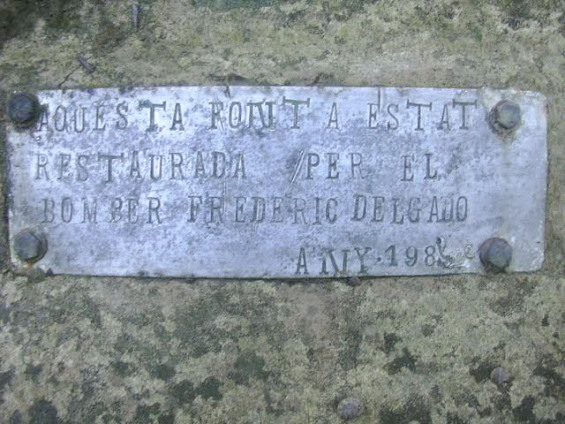 AQUESTA FONT A ESTAT
RESTAURADA PER EL
BOMBER FREDERIC DELGADO
ANY